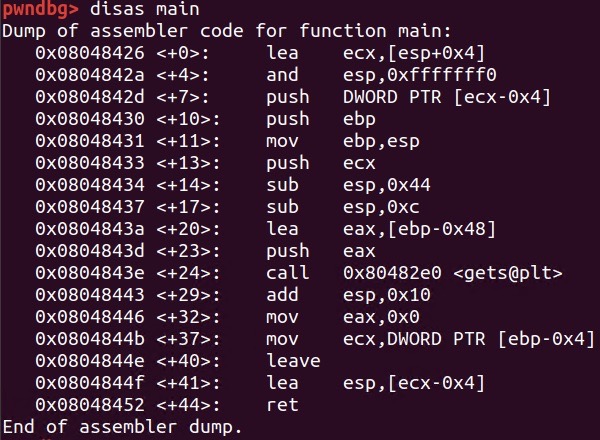 pwndbg> disas main
Dump of assembler code for function main:
0x08048426 <+0>: lea ecx,[esp+0x4]
0x0804842a <+4>: and esp,0xfffffff0
0x0804842d <+7>: push DWORD PTR [ecx-0x4]
0x08048430 <+10>: push ebp
0x08048431 <+11>: mov ebp,esp
0x08048433 <+13>: push ecx
0x08048434 <+14>: sub esp,0x44
0x08048437 <+17>: sub esp,0xc
0x0804843a <+20>: lea eax,[ebp-0x48]
0x0804843d <+23>: push eax
0x0804843e <+24>: call 0x80482e0 <gets@plt>
0x08048443 <+29>: add esp,0x10
0x08048446 <+32>: mov eax,0x0
0x0804844b <+37>: mov ecx,DWORD PTR [ebp-0x4]
0x0804844e <+40>: leave
0x0804844f <+41>: lea esp,[ecx-0x4]
0x08048452 <+44>: ret
End of assembler dump.